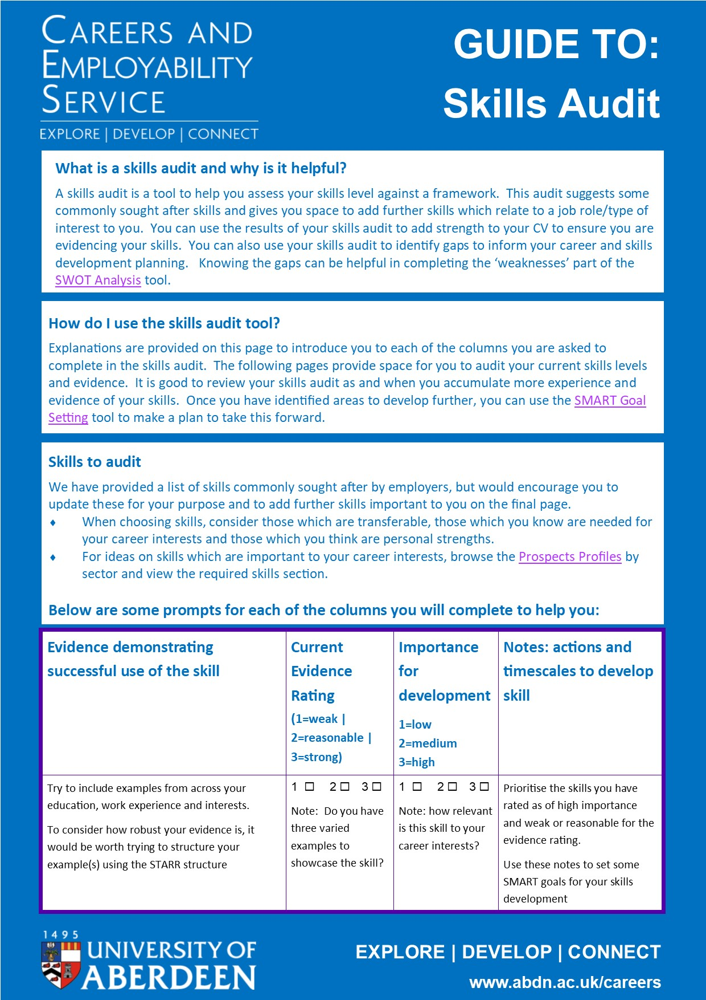 CAREERS AND
EMPLOYABILITY
SERVICE
EXPLORE | DEVELOP | CONNECT
GUIDE TO:
Skills Audit
What is a skills audit and why is it helpful?
A skills audit is a tool to help you assess your skills level against a framework.  This audit suggests some
commonly sought after skills and gives you space to add further skills which relate to a job role/type of
interest to you.  You can use the results of your skills audit to add strength to your CV to ensure you are
evidencing your skills.  You can also use your skills audit to identify gaps to inform your career and skills
development planning.   Knowing the gaps can be helpful in completing the ‘weaknesses’ part of the
SWOT Analysis tool.
How do I use the skills audit tool?
Explanations are provided on this page to introduce you to each of the columns you are asked to
complete in the skills audit.  The following pages provide space for you to audit your current skills levels
and evidence.  It is good to review your skills audit as and when you accumulate more experience and
evidence of your skills.  Once you have identified areas to develop further, you can use the SMART Goal
Setting tool to make a plan to take this forward.
Skills to audit
We have provided a list of skills commonly sought after by employers, but would encourage you to
update these for your purpose and to add further skills important to you on the final page.
♦ When choosing skills, consider those which are transferable, those which you know are needed for
your career interests and those which you think are personal strengths.
♦ For ideas on skills which are important to your career interests, browse the Prospects Profiles by
sector and view the required skills section.
Below are some prompts for each of the columns you will complete to help you:
Evidence demonstrating
successful use of the skill
Current
Evidence
Rating
(1=weak |
2=reasonable |
3=strong)
Importance
for
development
1=low
2=medium
3=high
Notes: actions and
timescales to develop
skill
Try to include examples from across your
education, work experience and interests.
To consider how robust your evidence is, it
would be worth trying to structure your
example(s) using the STARR structure
1 ☐ 2 ☐ 3 ☐
Note:  Do you have
three varied
examples to
showcase the skill?
1 ☐ 2 ☐ 3 ☐
Note: how relevant
is this skill to your
career interests?
Prioritise the skills you have
rated as of high importance
and weak or reasonable for the
evidence rating.
Use these notes to set some
SMART goals for your skills
development
1495
UNIVERSITY OF
ABERDEEN
EXPLORE | DEVELOP | CONNECT
www.abdn.ac.uk/careers